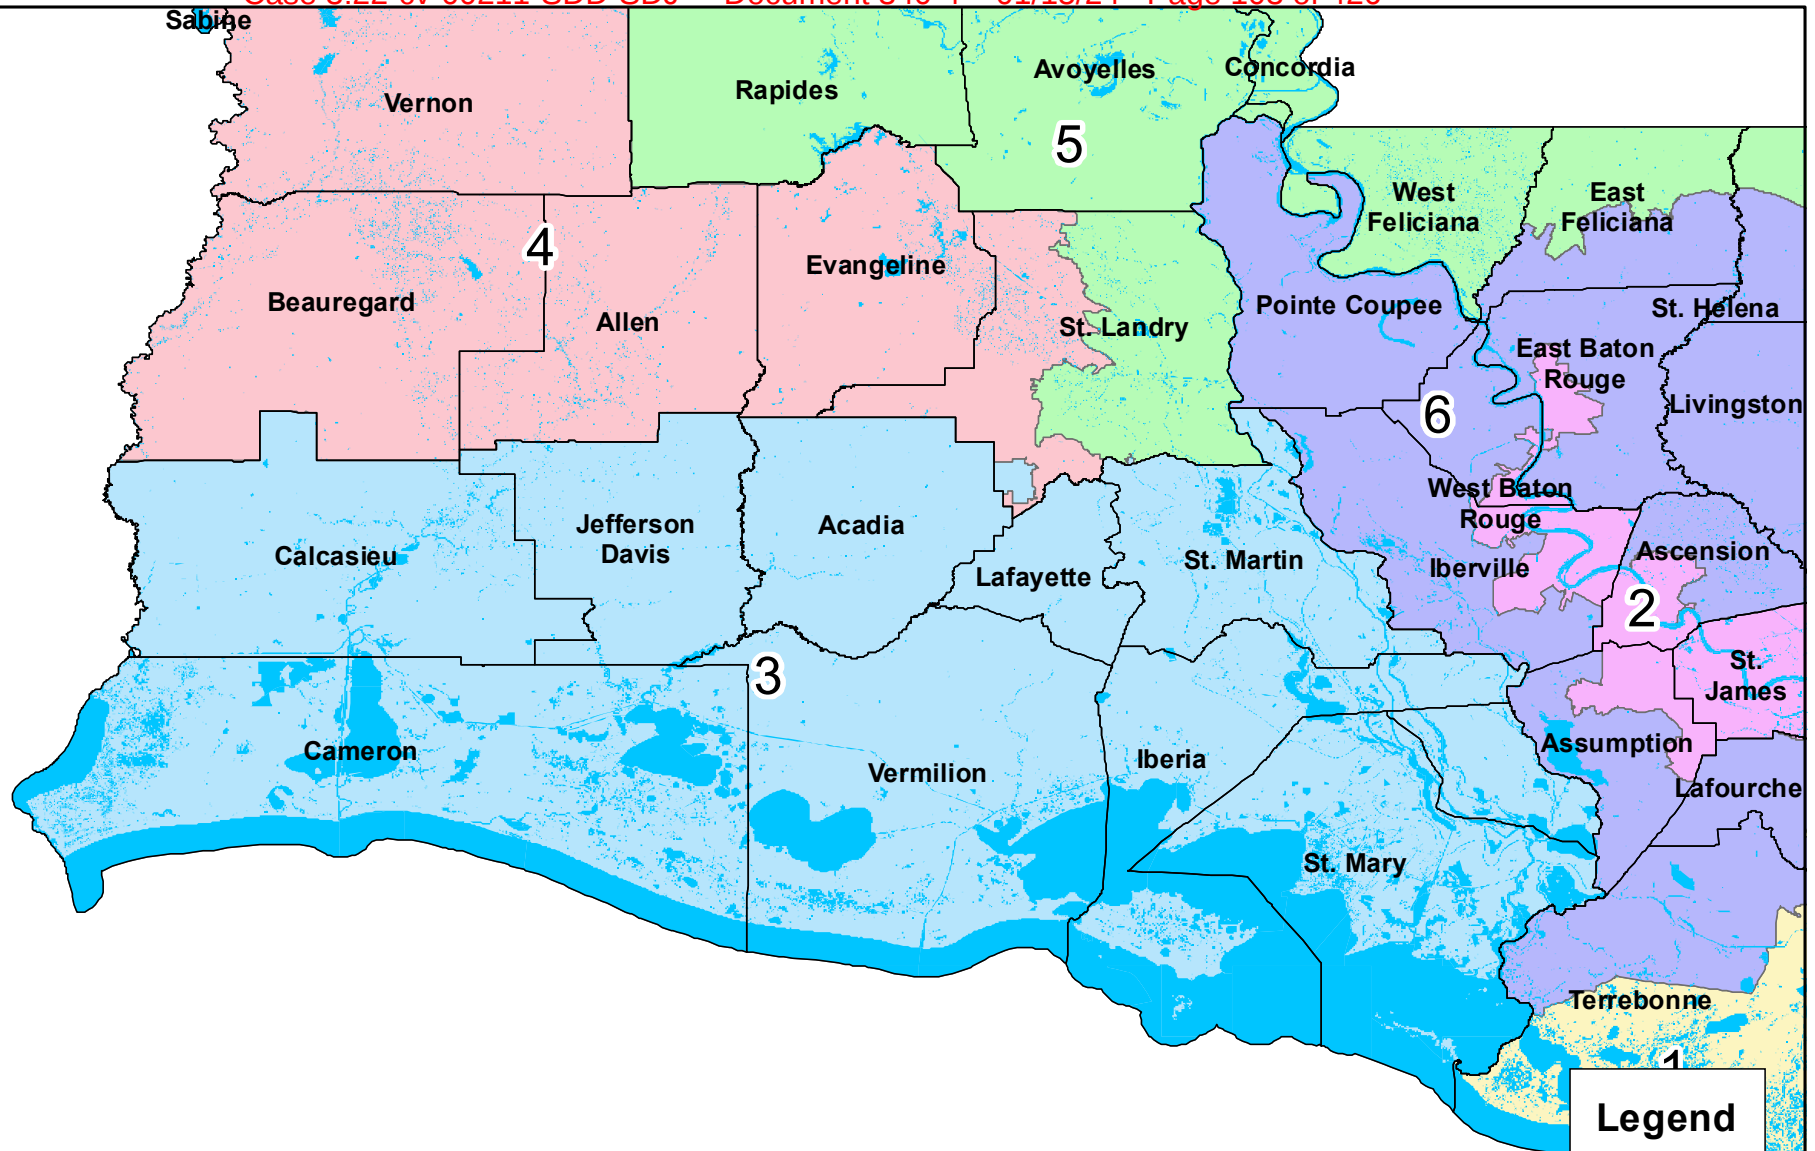 Sabine
Vernon
Rapides
Avoyelles
Concordia
5
West
Feliciana
East
Feliciana
4
Evangeline
Beauregard
Allen
St. Landry
Pointe Coupee
St. Helena
East Baton
Rouge
6
Livingston
West Baton
Rouge
Jefferson
Davis
Acadia
Calcasieu
Lafayette
St. Martin
Iberville
Ascension
2
3
St.
James
Cameron
Vermilion
Iberia
Assumption
Lafourche
St. Mary
Terrebonne
1
Legend